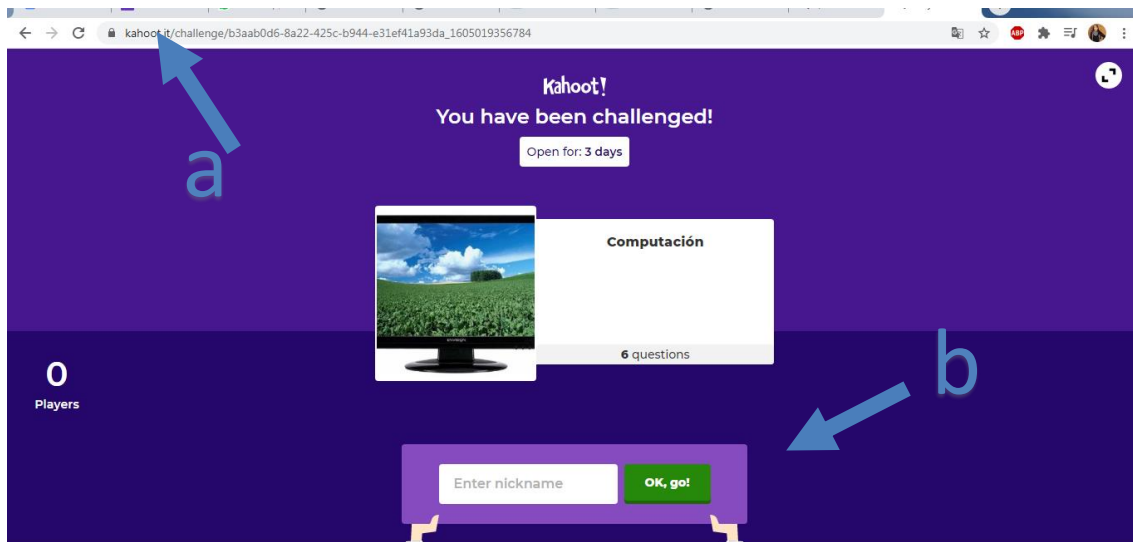 kahoot.it/challenge/b3aab0d6-8a22-425c-b944-e31ef41a93da_1605019356784
ABP
Kahoot!
You have been challenged!
Open for: 3 days
a
Computación
6 questions
b
0
Players
Enter nickname
OK, go!